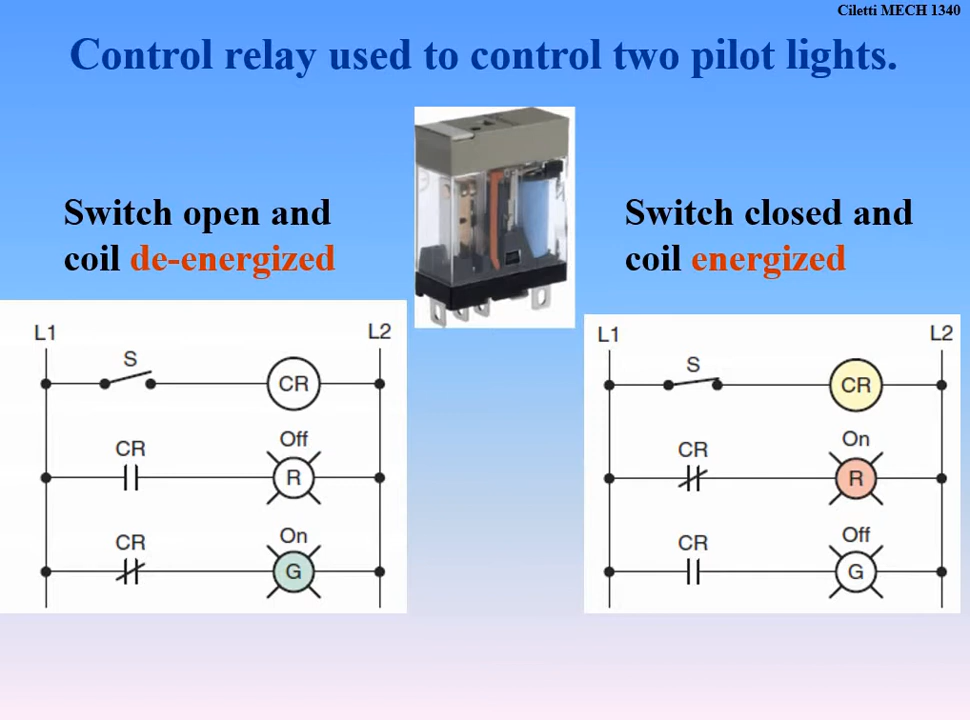 Ciletti MECH 1340
Control relay used to control two pilot lights.
Switch open and
coil de-energized
Switch closed and
coil energized
L1
L2
S
CR
Off
CR
R
On
CR
G
L1
L2
S
CR
On
CR
R
Off
CR
G